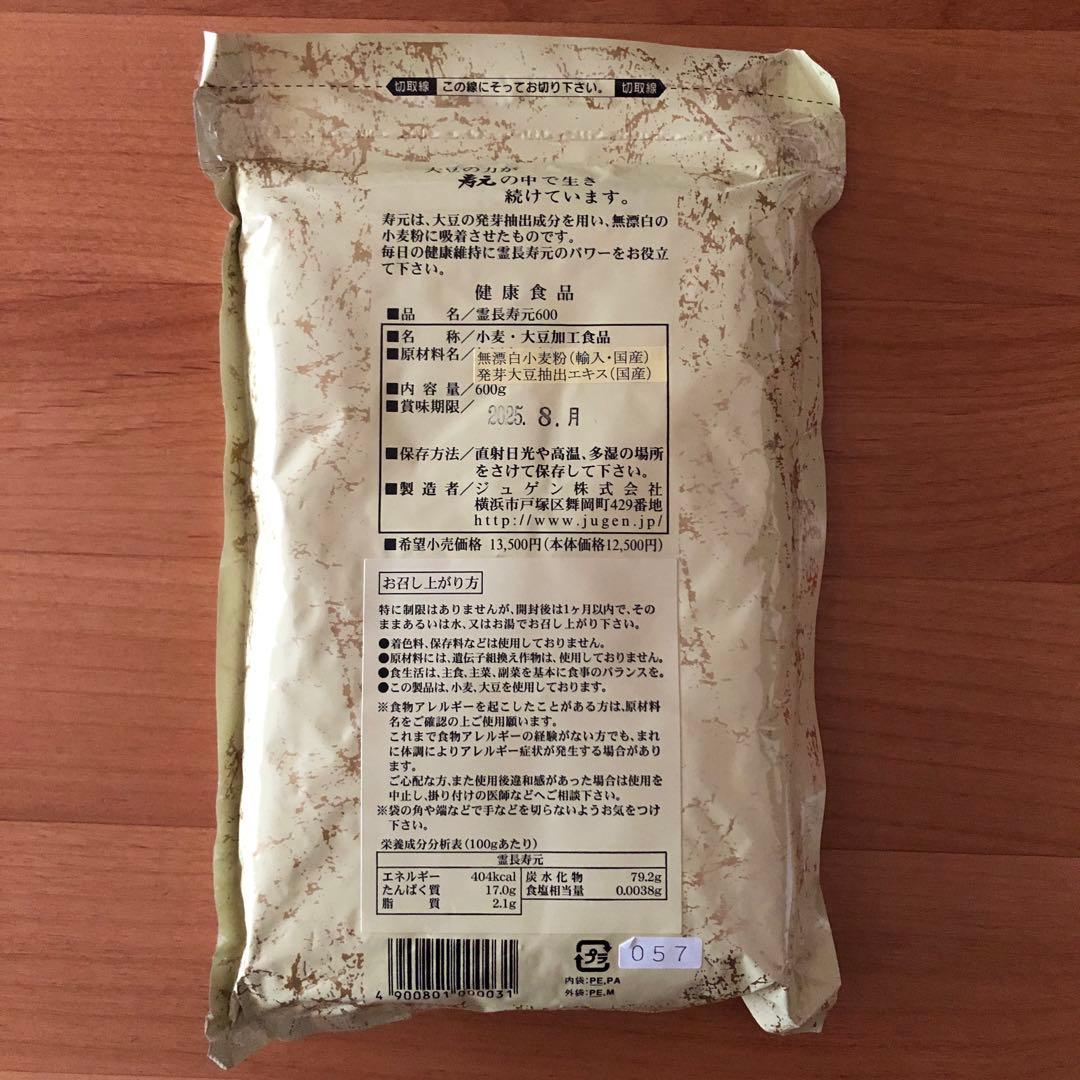 切取線 この線にそってお切り下さい。 切取線
大豆の力が
寿元の中で生き
続けています。
寿元は、大豆の発芽抽出成分を用い、無漂白の
小麦粉に吸着させたものです。
毎日の健康維持に霊長寿元のパワーをお役立
て下さい。
健康食品
■品 名／霊長寿元600
■名 称／小麦・大豆加工食品
■原材料名／無漂白小麦粉(輸入・国産)
発芽大豆抽出エキス(国産)
■内容量／600g
■賞味期限／ 2025. 8.月
■保存方法／直射日光や高温、多湿の場所
をさけて保存して下さい。
■製造者／ジュゲン株式会社
横浜市戸塚区舞岡町429番地
http://www.jugen.jp/
■希望小売価格 13,500円(本体価格12,500円)
お召し上がり方
特に制限はありませんが、開封後は1ヶ月以内で、その
ままあるいは水、又はお湯でお召し上がり下さい。
●着色料、保存料などは使用しておりません。
●原材料には、遺伝子組換え作物は、使用しておりません。
●食生活は、主食、主菜、副菜を基本に食事のバランスを。
●この製品は、小麦、大豆を使用しております。
※食物アレルギーを起こしたことがある方は、原材料
名をご確認の上ご使用願います。
これまで食物アレルギーの経験がない方でも、まれ
に体調によりアレルギー症状が発生する場合があり
ます。
ご心配な方、また使用後違和感があった場合は使用を
中止し、掛り付けの医師などへご相談下さい。
※袋の角や端などで手などを切らないようお気をつけ
下さい。
栄養成分分析表(100gあたり)
霊長寿元
エネルギー 404kcal 炭水化物 79.2g
たんぱく質 17.0g 食塩相当量 0.0038g
脂 質 2.1g
4 900801 000031
プラ
057
内袋:PE,PA
外袋:PE,M